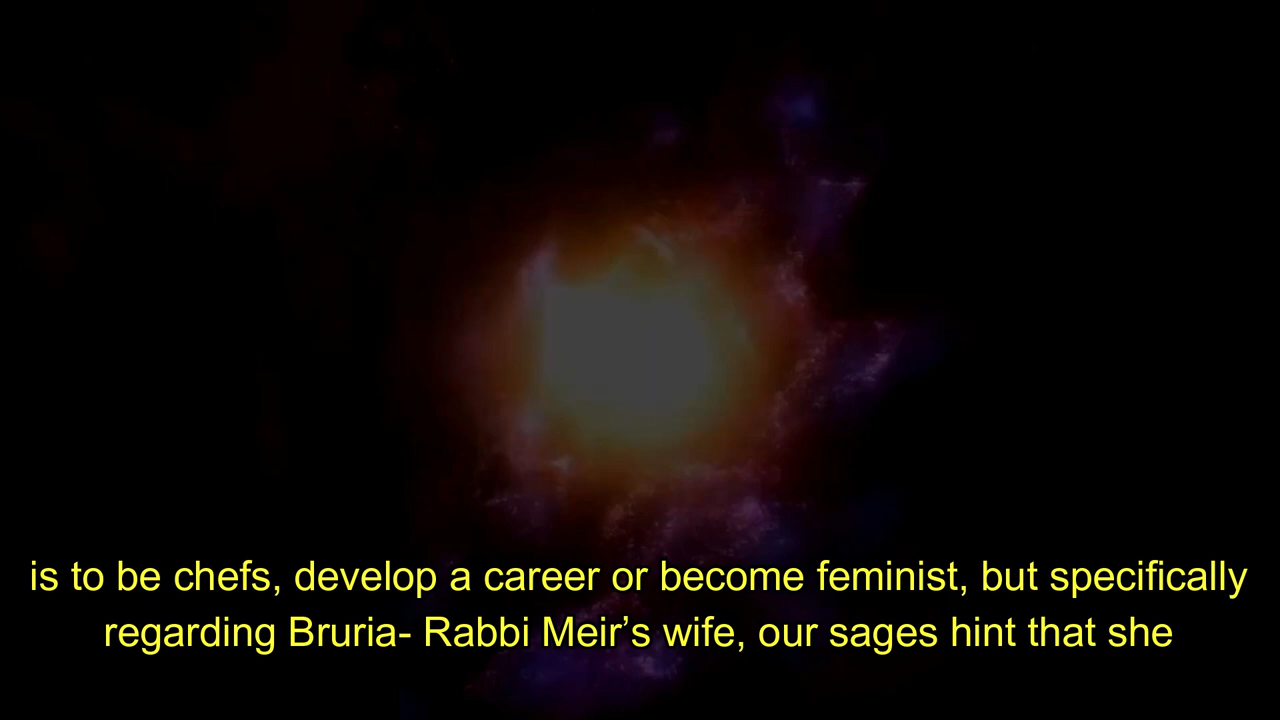 is to be chefs, develop a career or become feminist, but specifically
regarding Bruria- Rabbi Meir’s wife, our sages hint that she